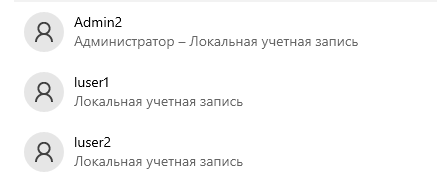 Admin2
Администратор – Локальная учетная запись
luser1
Локальная учетная запись
luser2
Локальная учетная запись